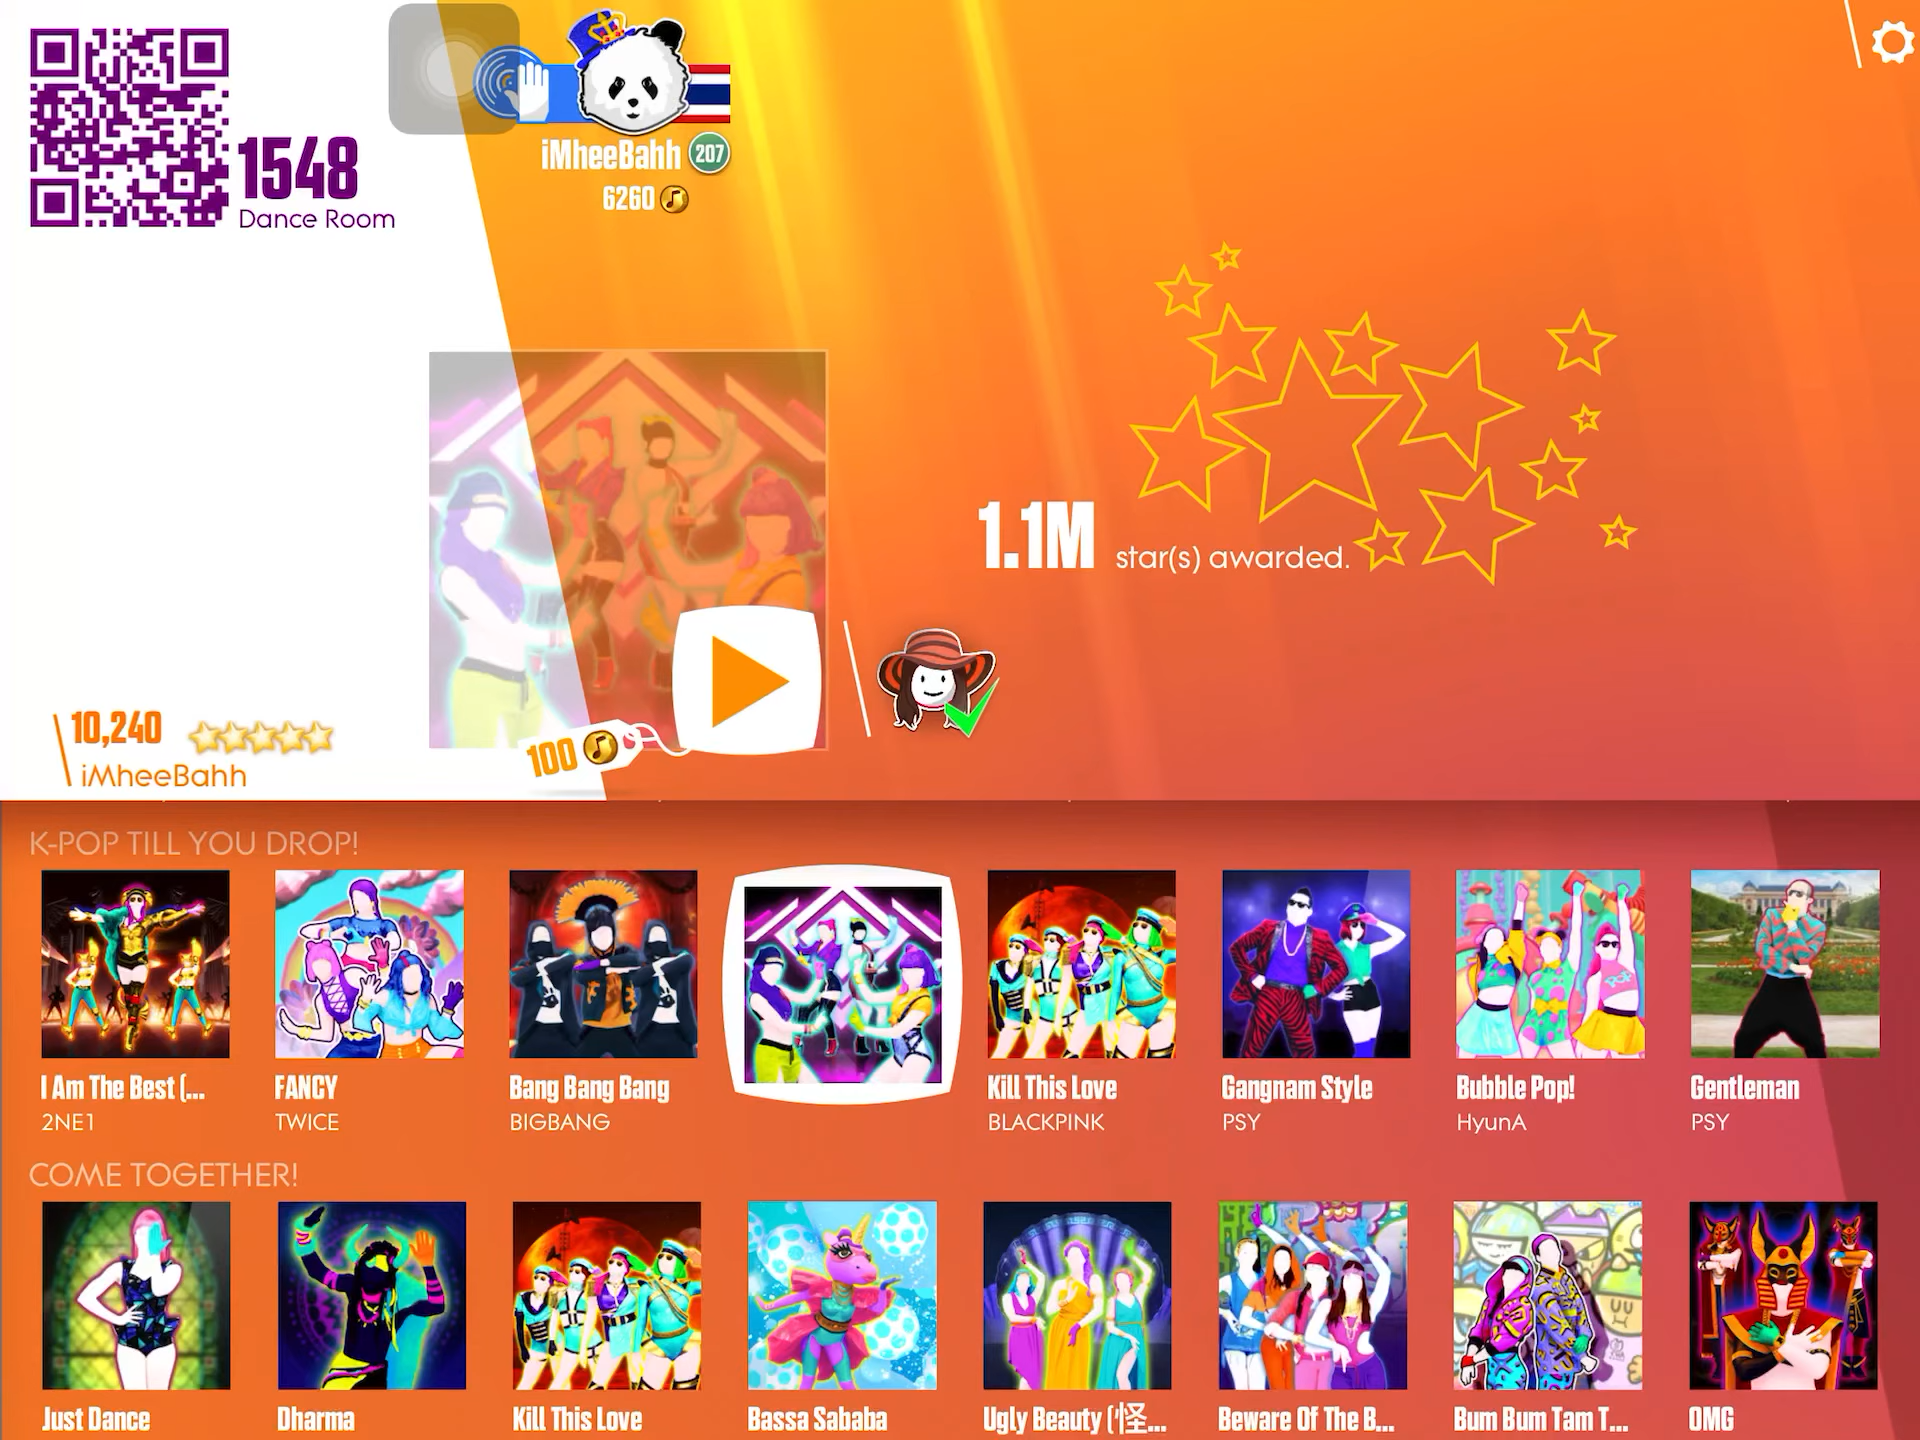 1548
Dance Room
iMheeBahh 207
6260
1.1M star(s) awarded.
10,240
iMheeBahh
100
K-POP TILL YOU DROP!
I Am The Best (...
2NE1
FANCY
TWICE
Bang Bang Bang
BIGBANG
Kill This Love
BLACKPINK
Gangnam Style
PSY
Bubble Pop!
HyunA
Gentleman
PSY
COME TOGETHER!
Just Dance
Dharma
Kill This Love
Bassa Sababa
Ugly Beauty (怪...
Beware Of The B...
Bum Bum Tam T...
OMG